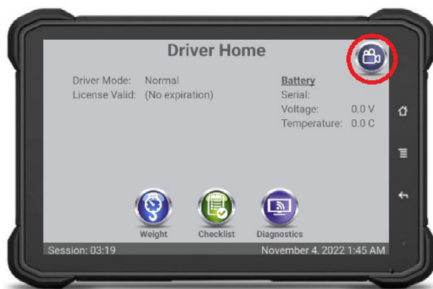 Driver Home
Driver Mode: Normal
License Valid: (No expiration)
Battery
Serial:
Voltage: 0.0 V
Temperature: 0.0 C
Weight
Checklist
Diagnostics
Session: 03:19
November 4, 2022 1:45 AM